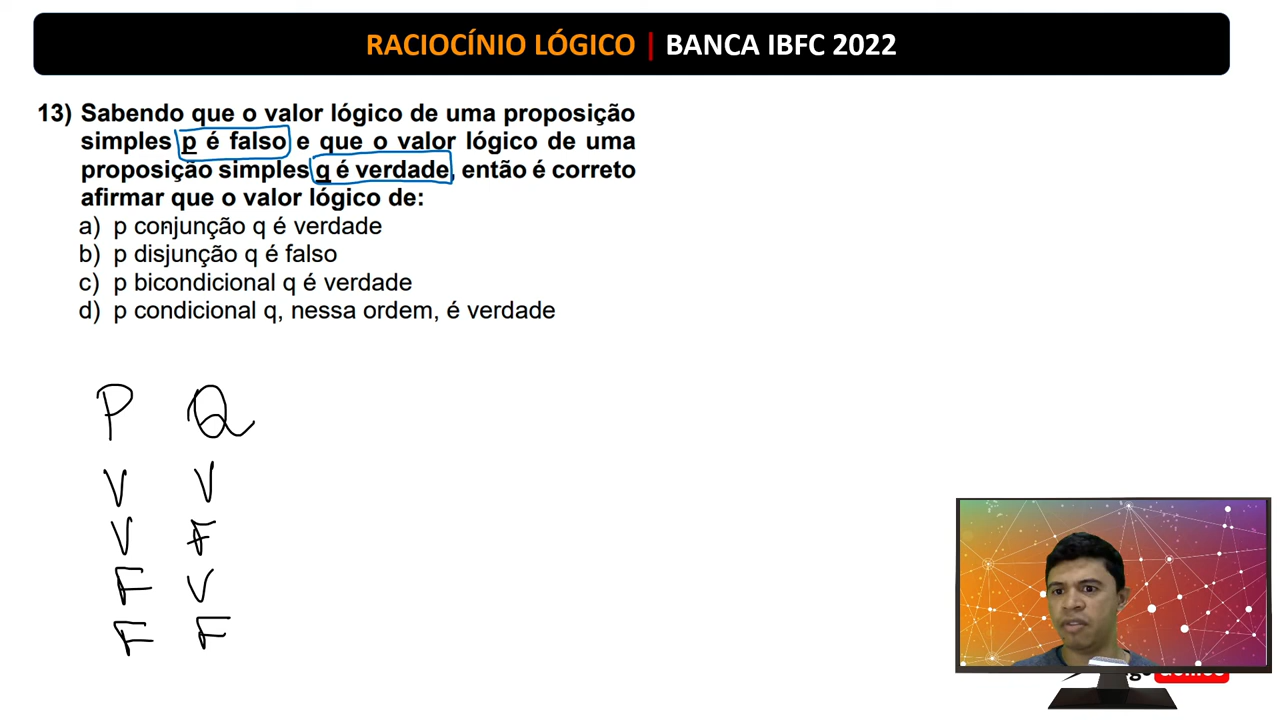 RACIOCÍNIO LÓGICO | BANCA IBFC 2022
13) Sabendo que o valor lógico de uma proposição
simples p é falso e que o valor lógico de uma
proposição simples q é verdade, então é correto
afirmar que o valor lógico de:
a) p conjunção q é verdade
b) p disjunção q é falso
c) p bicondicional q é verdade
d) p condicional q, nessa ordem, é verdade
P Q
V V
V F
F V
F F